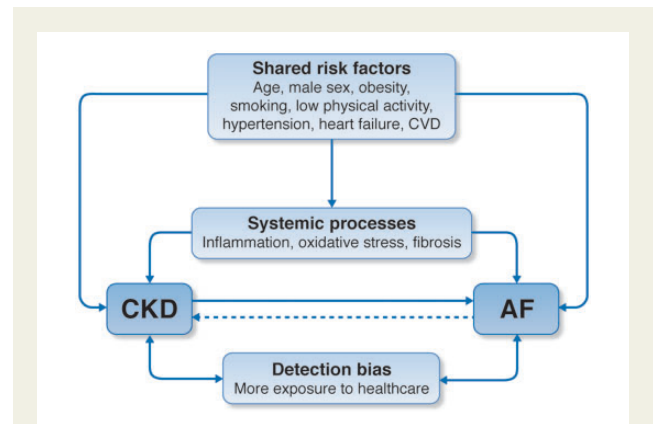 Shared risk factors
Age, male sex, obesity,
smoking, low physical activity,
hypertension, heart failure, CVD
Systemic processes
Inflammation, oxidative stress, fibrosis
CKD
AF
Detection bias
More exposure to healthcare